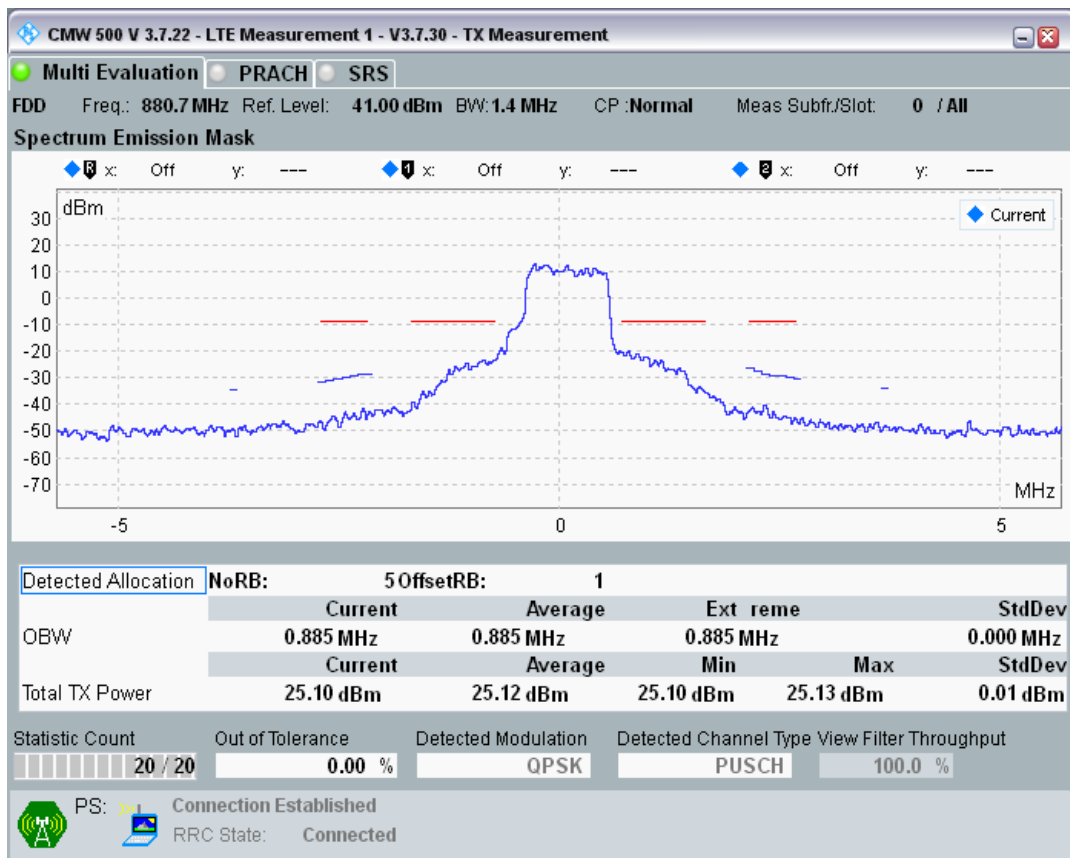 CMW 500 V 3.7.22 - LTE Measurement 1 - V3.7.30 - TX Measurement
Multi Evaluation PRACH SRS
FDD Freq.: 880.7 MHz Ref. Level: 41.00 dBm BW: 1.4 MHz CP :Normal Meas Subfr./Slot: 0 / All
Spectrum Emission Mask
R x: Off y: --- 1 x: Off y: --- 2 x: Off y: ---
dBm
Current
30
20
10
0
-10
-20
-30
-40
-50
-60
-70
MHz
-5 0 5
Detected Allocation NoRB: 5 OffsetRB: 1
Current Average Ext reme StdDev
OBW 0.885 MHz 0.885 MHz 0.885 MHz 0.000 MHz
Current Average Min Max StdDev
Total TX Power 25.10 dBm 25.12 dBm 25.10 dBm 25.13 dBm 0.01 dBm
Statistic Count Out of Tolerance Detected Modulation Detected Channel Type View Filter Throughput
20 / 20 0.00 % QPSK PUSCH 100.0 %
PS: Connection Established
RRC State: Connected